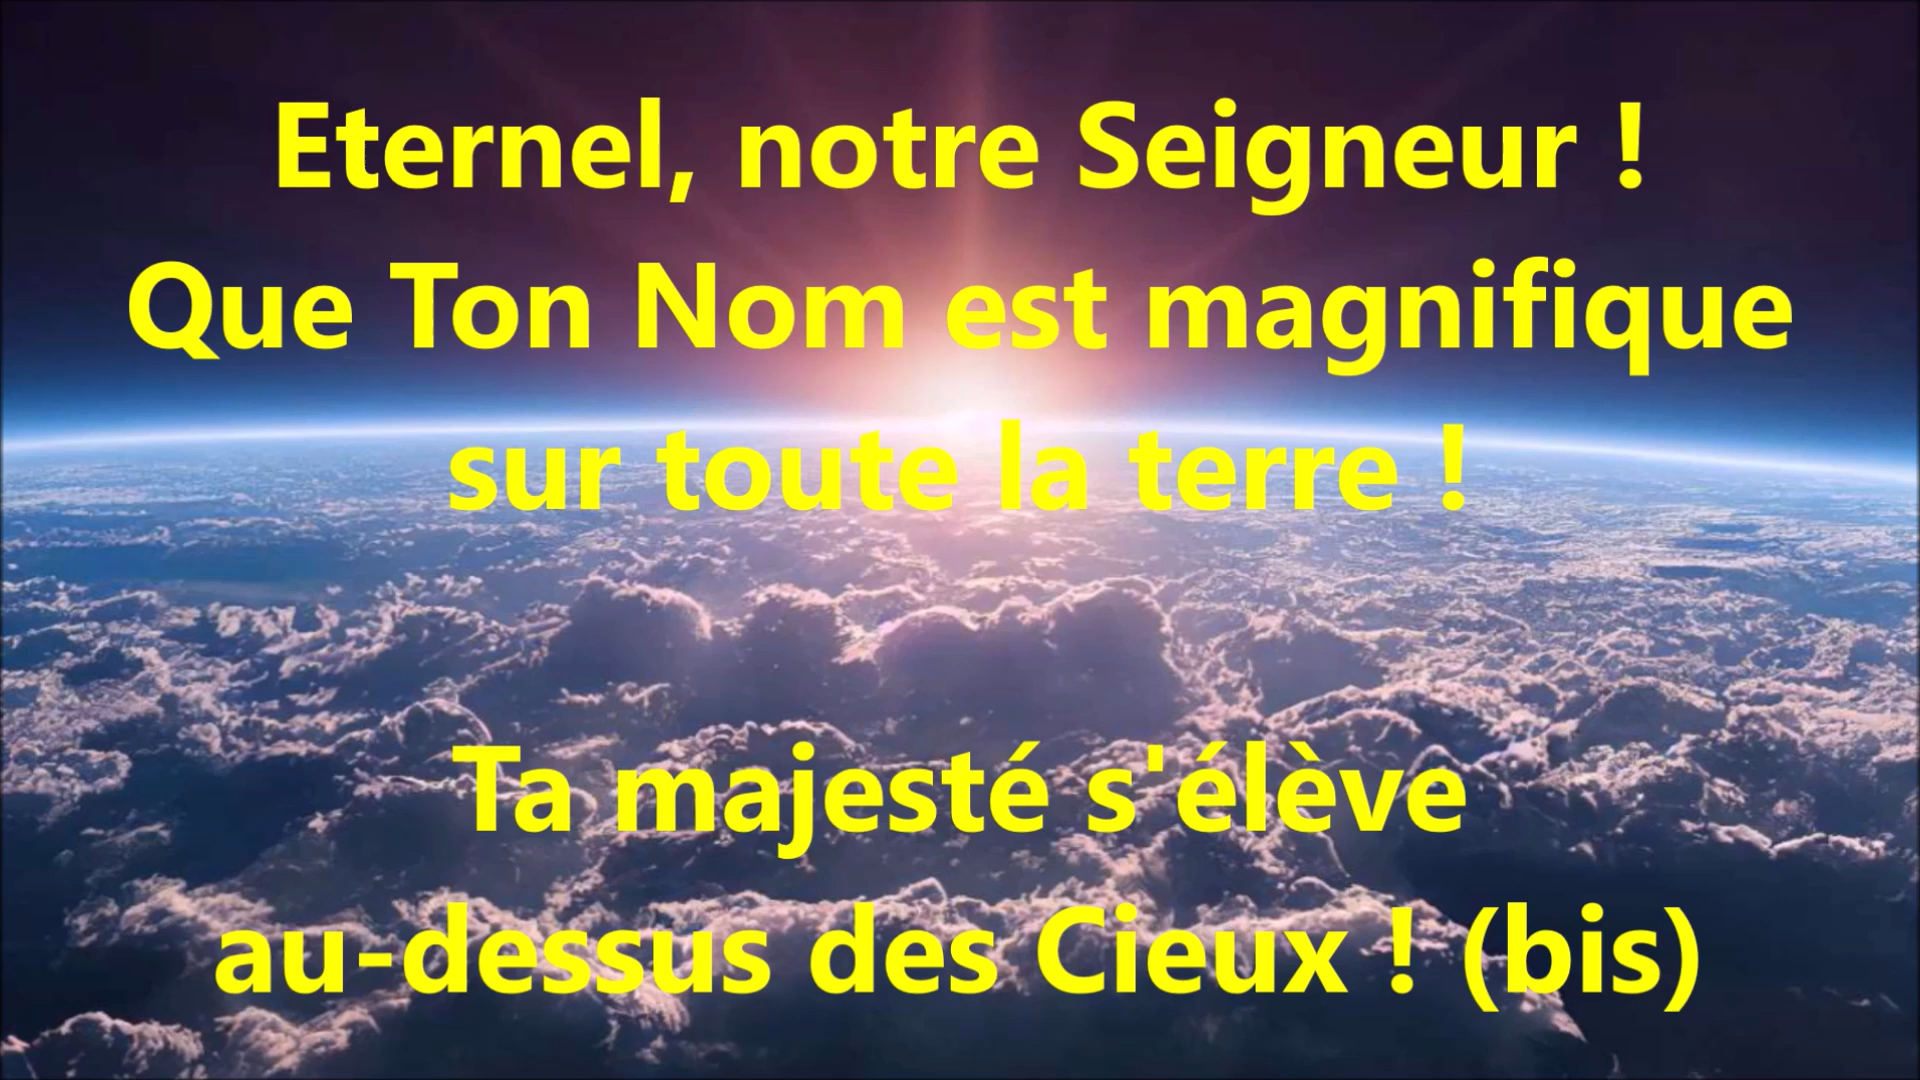 Eternel, notre Seigneur !
Que Ton Nom est magnifique
sur toute la terre !
Ta majesté s'élève
au-dessus des Cieux ! (bis)